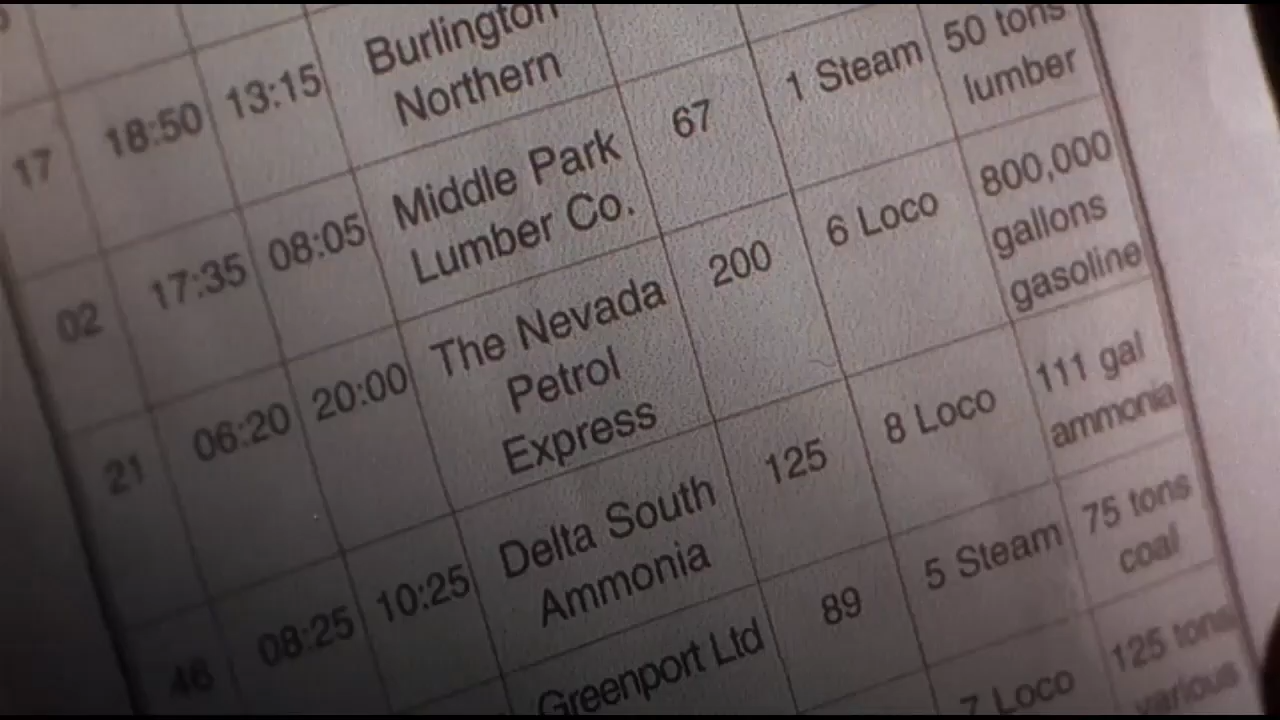 17 18:50 13:15 Burlington
Northern
02 17:35 08:05 Middle Park
Lumber Co. 67 1 Steam 50 tons
lumber
21 06:20 20:00 The Nevada
Petrol
Express 200 6 Loco 800,000
gallons
gasoline
08:25 10:25 Delta South
Ammonia 125 8 Loco 111 gal
ammonia
Greenport Ltd 89 5 Steam 75 tons
coal
7 Loco 125 tons
various